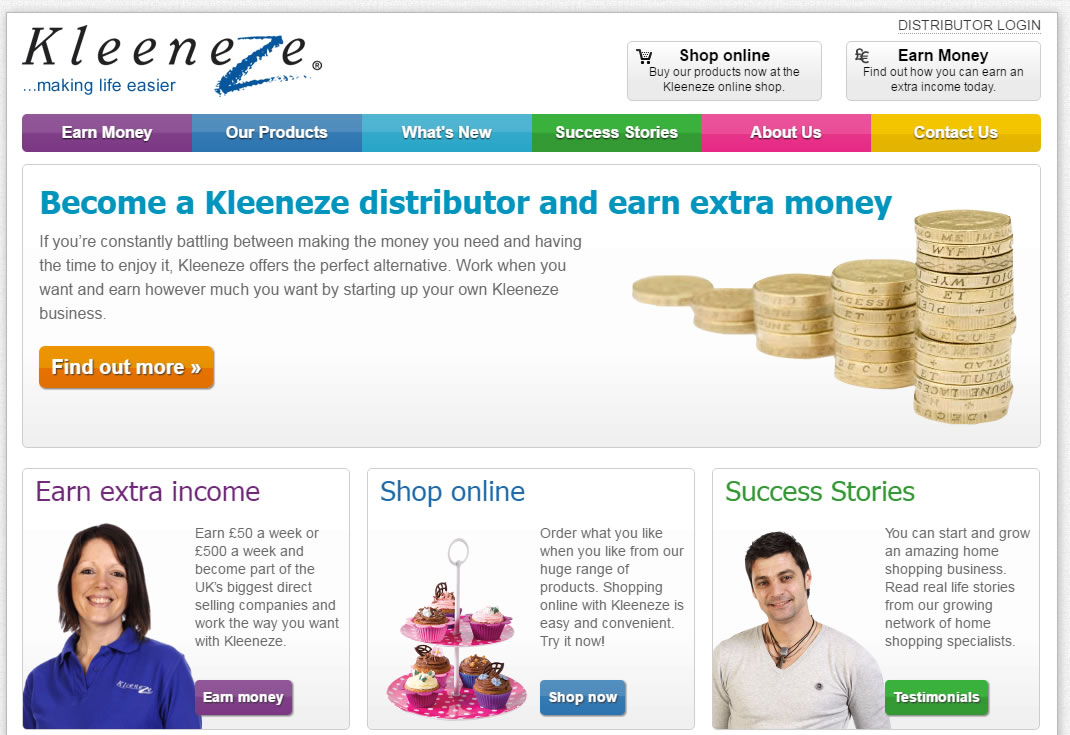 DISTRIBUTOR LOGIN
Kleeneze®
...making life easier
Shop online
Buy our products now at the
Kleeneze online shop.
Earn Money
Find out how you can earn an
extra income today.
Earn Money
Our Products
What's New
Success Stories
About Us
Contact Us
Become a Kleeneze distributor and earn extra money
If you’re constantly battling between making the money you need and having
the time to enjoy it, Kleeneze offers the perfect alternative. Work when you
want and earn however much you want by starting up your own Kleeneze
business.
Find out more »
Earn extra income
Earn £50 a week or
£500 a week and
become part of the
UK's biggest direct
selling companies and
work the way you want
with Kleeneze.
Kleeneze
Earn money
Shop online
Order what you like
when you like from our
huge range of
products. Shopping
online with Kleeneze is
easy and convenient.
Try it now!
Shop now
Success Stories
You can start and grow
an amazing home
shopping business.
Read real life stories
from our growing
network of home
shopping specialists.
Testimonials